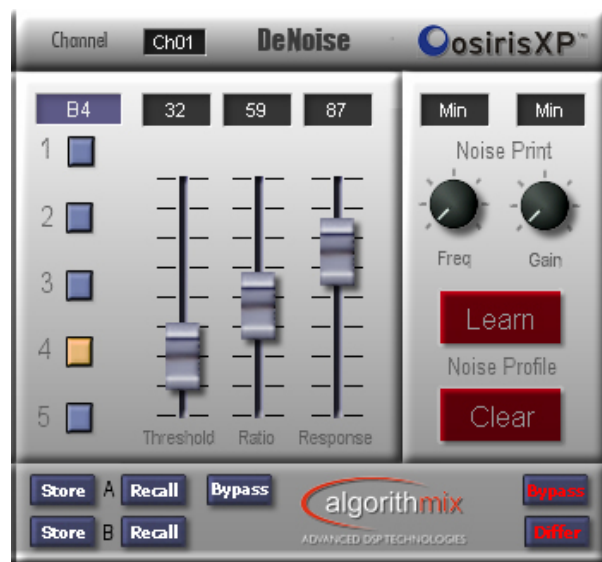 Channel Ch01 DeNoise osirisXP™
B4 32 59 87 Min Min
1
Noise Print
2
Freq Gain
3
Learn
4
Noise Profile
5
Clear
Threshold Ratio Response
Store A Recall Bypass algorithmix Bypass
Store B Recall ADVANCED DSP TECHNOLOGIES Differ